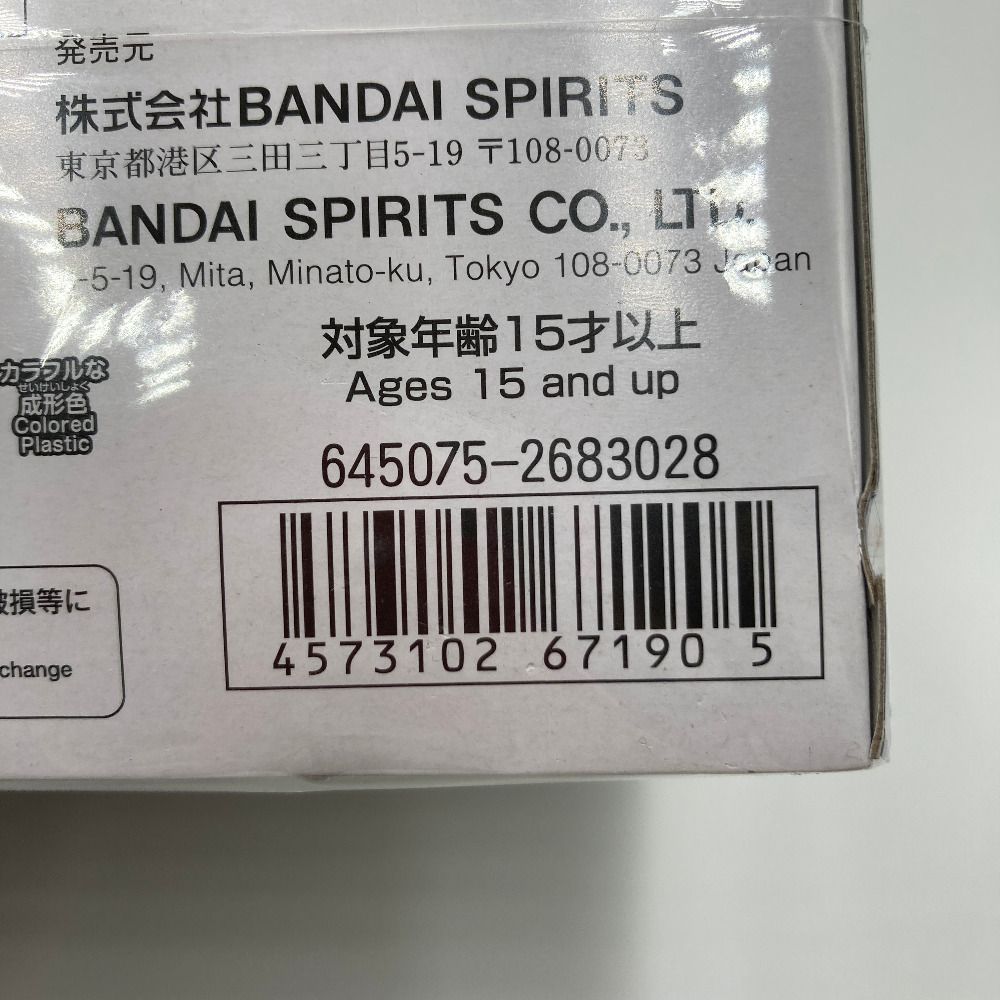 発売元
株式会社BANDAI SPIRITS
東京都港区三田三丁目5-19 〒108-0073
BANDAI SPIRITS CO., LTD.
-5-19, Mita, Minato-ku, Tokyo 108-0073 Japan
対象年齢15才以上
Ages 15 and up
カラフルな
せいけいしょく
成形色
Colored
Plastic
645075-2683028
4573102 67190 5
損等に
change